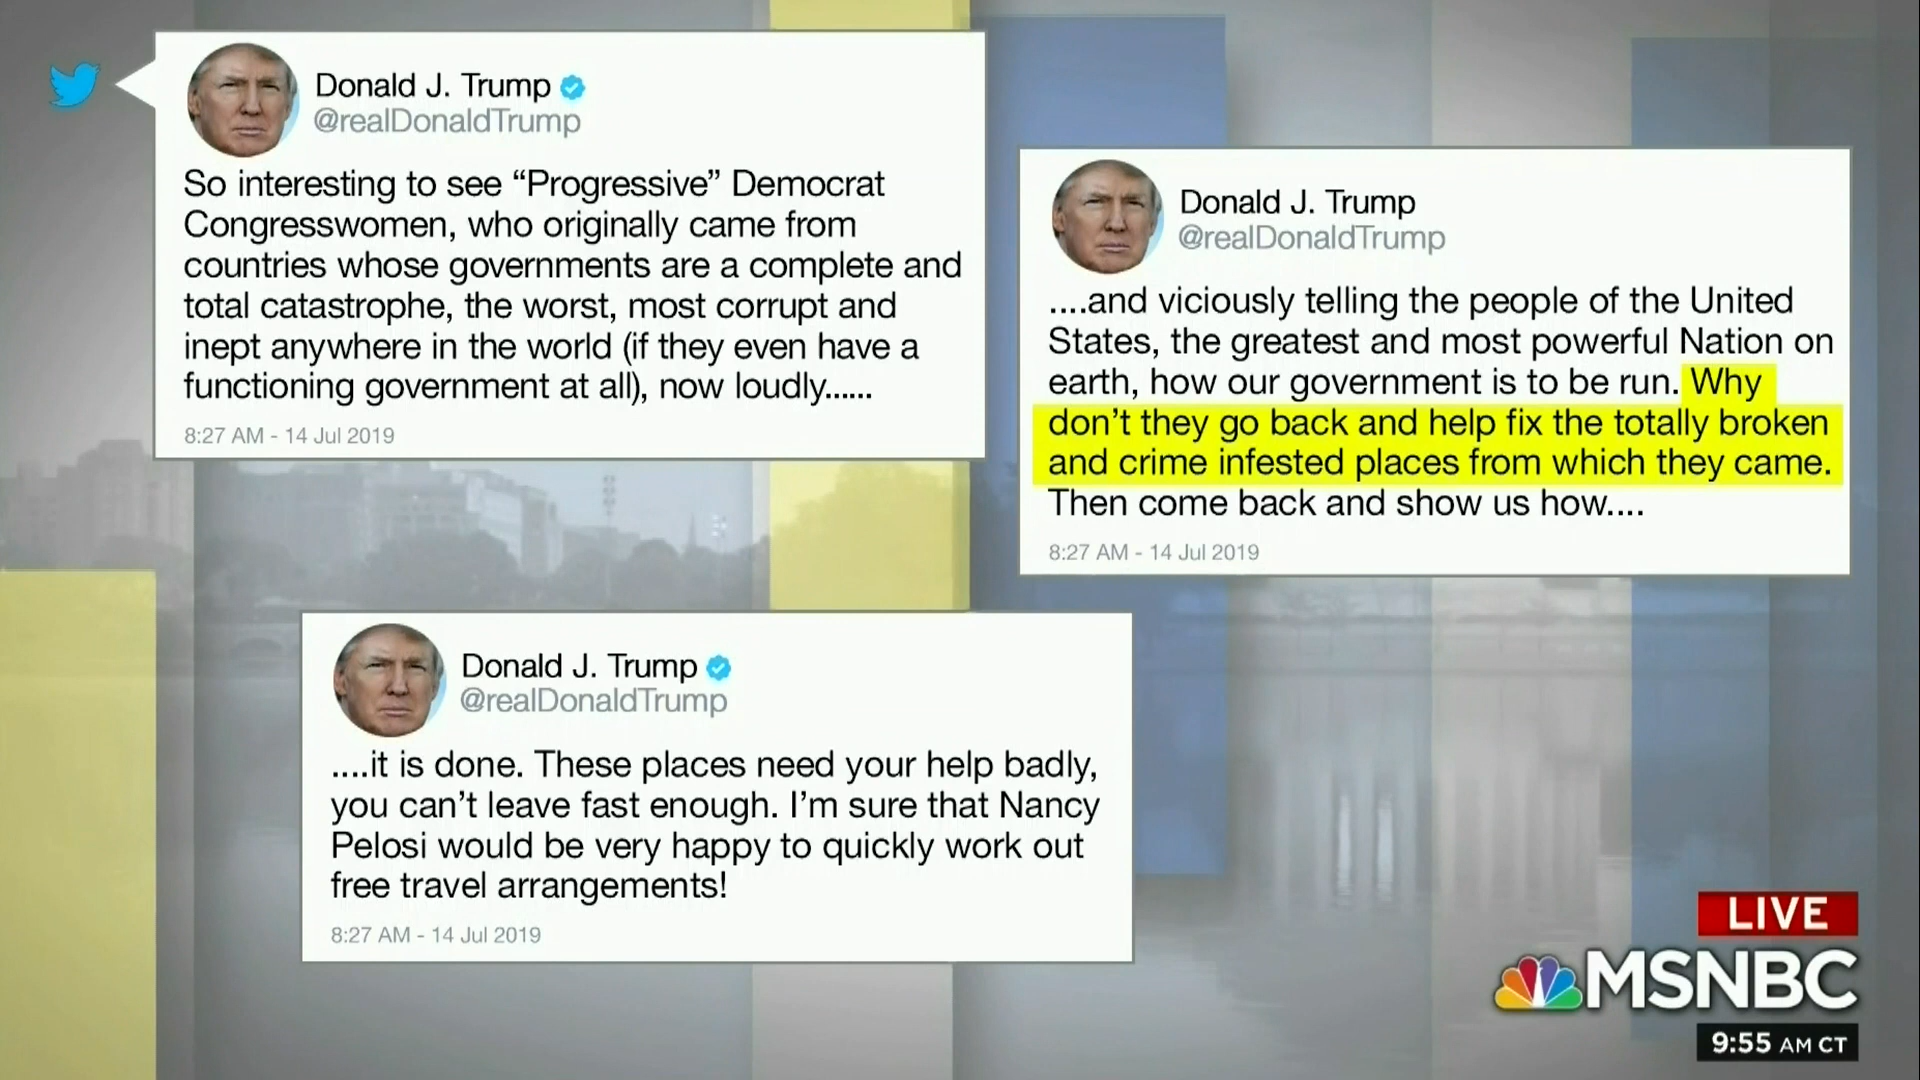 Donald J. Trump
@realDonaldTrump
So interesting to see “Progressive” Democrat
Congresswomen, who originally came from
countries whose governments are a complete and
total catastrophe, the worst, most corrupt and
inept anywhere in the world (if they even have a
functioning government at all), now loudly......
8:27 AM - 14 Jul 2019
Donald J. Trump
@realDonaldTrump
....and viciously telling the people of the United
States, the greatest and most powerful Nation on
earth, how our government is to be run. Why
don’t they go back and help fix the totally broken
and crime infested places from which they came.
Then come back and show us how....
8:27 AM - 14 Jul 2019
Donald J. Trump
@realDonaldTrump
....it is done. These places need your help badly,
you can’t leave fast enough. I’m sure that Nancy
Pelosi would be very happy to quickly work out
free travel arrangements!
8:27 AM - 14 Jul 2019
LIVE
MSNBC
9:55 AM CT